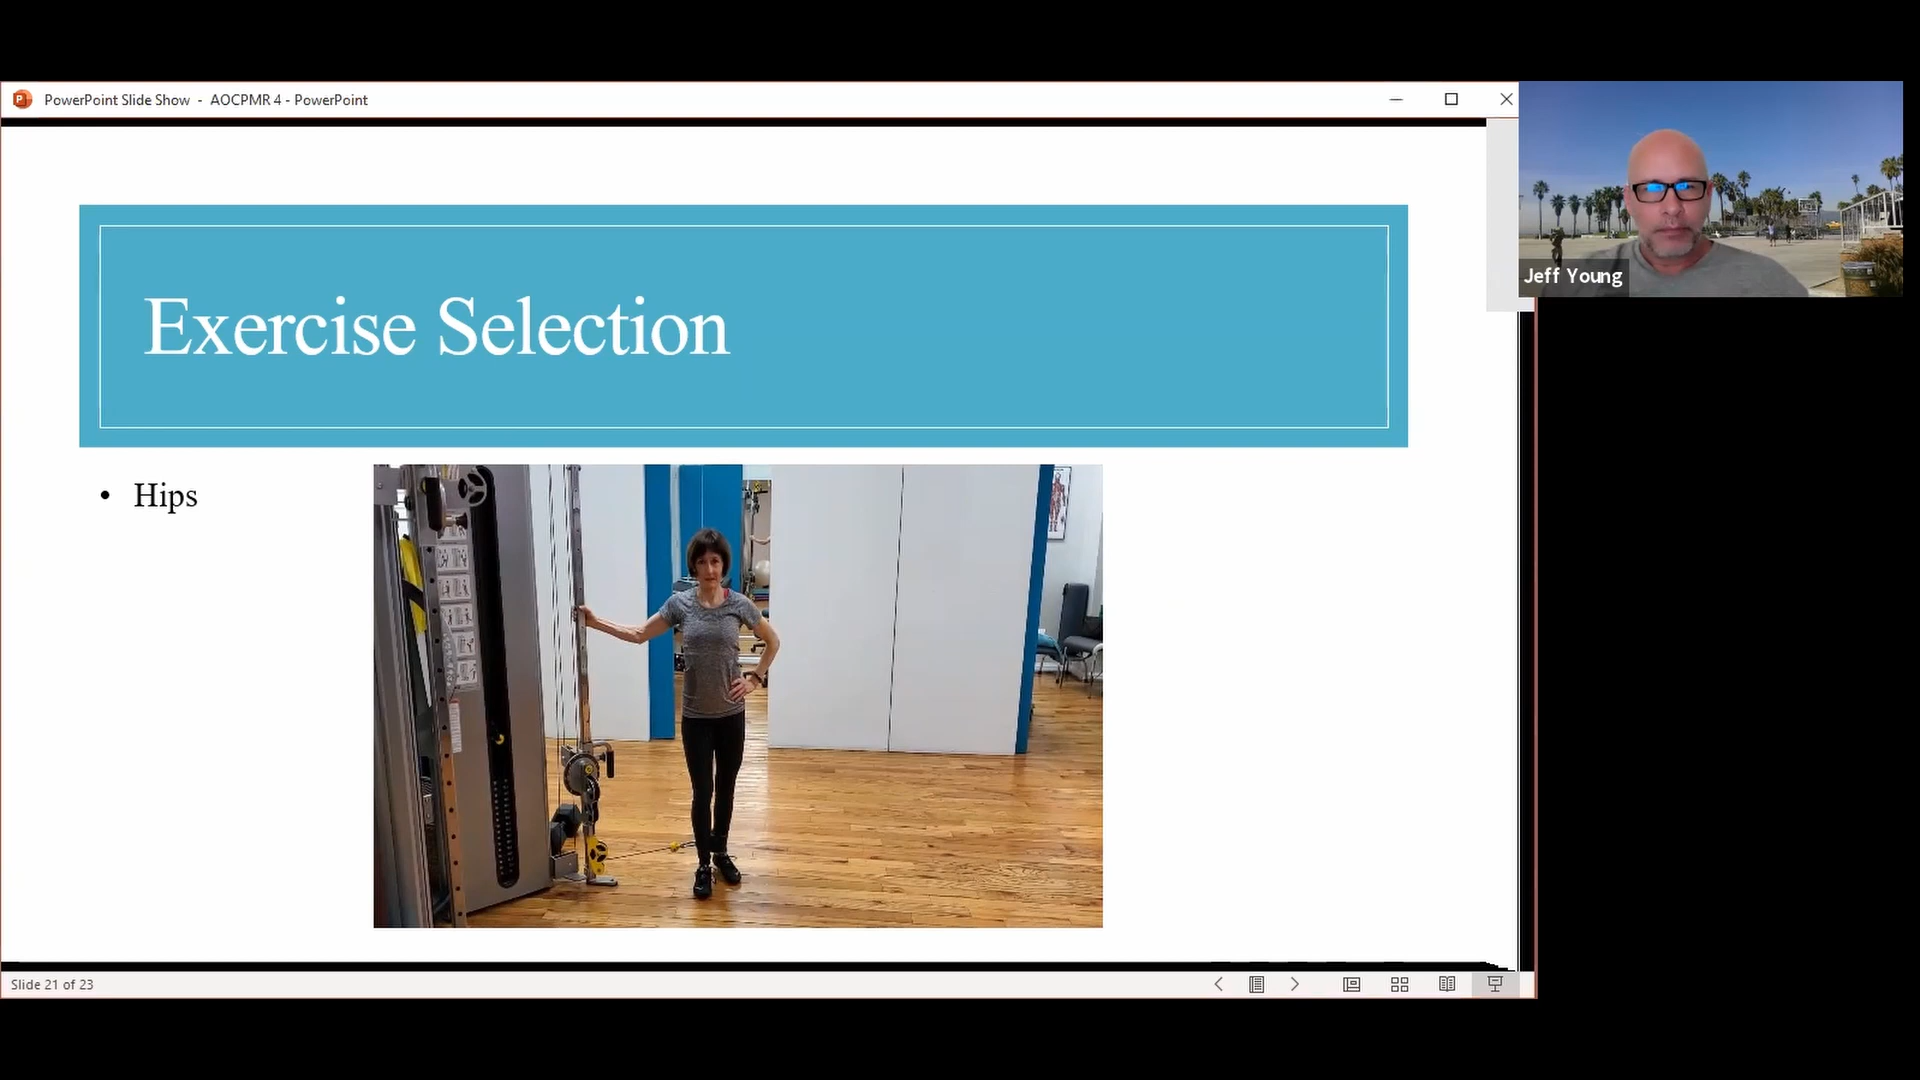 PowerPoint Slide Show - AOCPMR 4 - PowerPoint
Jeff Young
Exercise Selection
• Hips
Slide 21 of 23